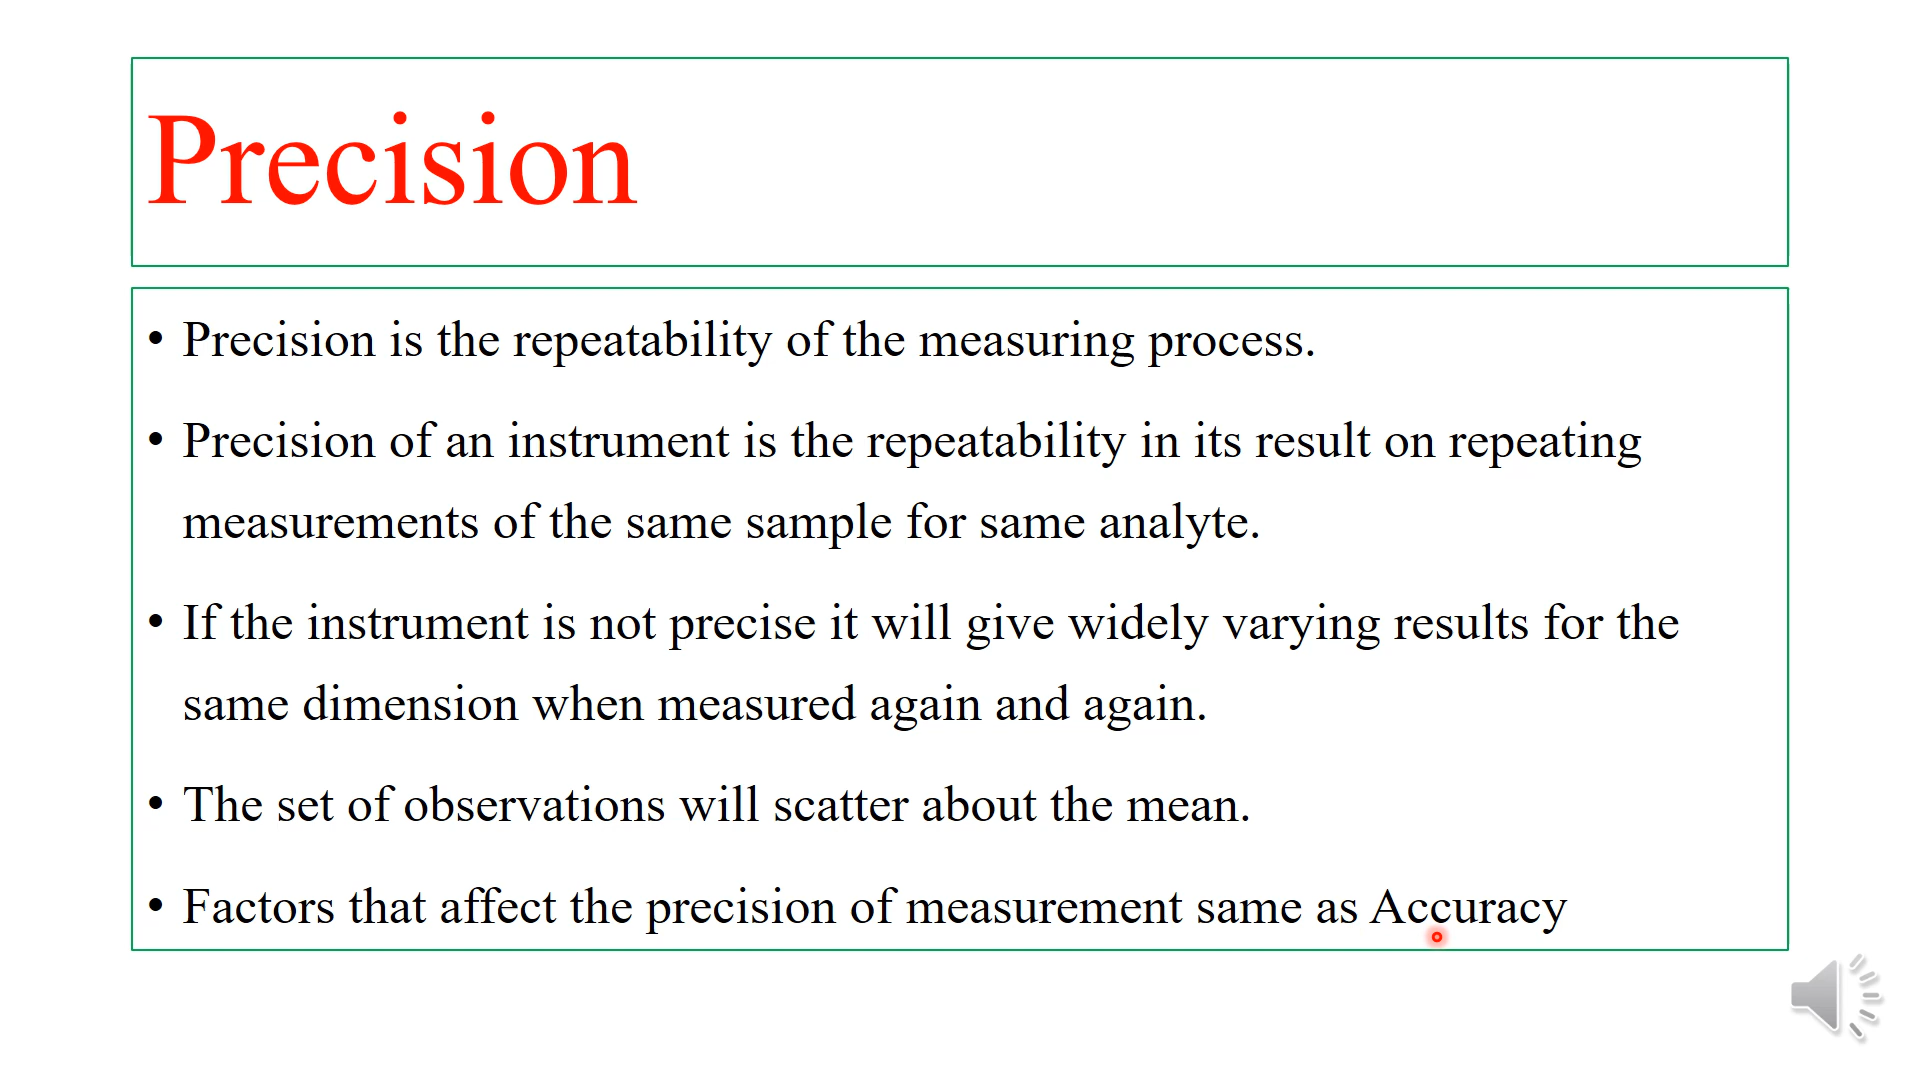 Precision
• Precision is the repeatability of the measuring process.
• Precision of an instrument is the repeatability in its result on repeating
measurements of the same sample for same analyte.
• If the instrument is not precise it will give widely varying results for the
same dimension when measured again and again.
• The set of observations will scatter about the mean.
• Factors that affect the precision of measurement same as Accuracy